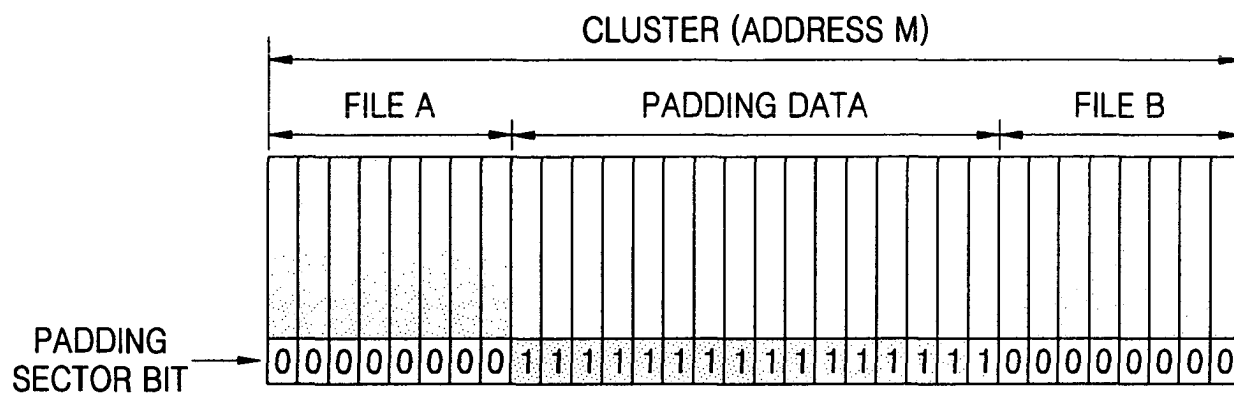 CLUSTER (ADDRESS M)
FILE A PADDING DATA FILE B
PADDING
SECTOR BIT
0 0 0 0 0 0 0 0 1 1 1 1 1 1 1 1 1 1 1 1 1 1 1 1 0 0 0 0 0 0 0 0